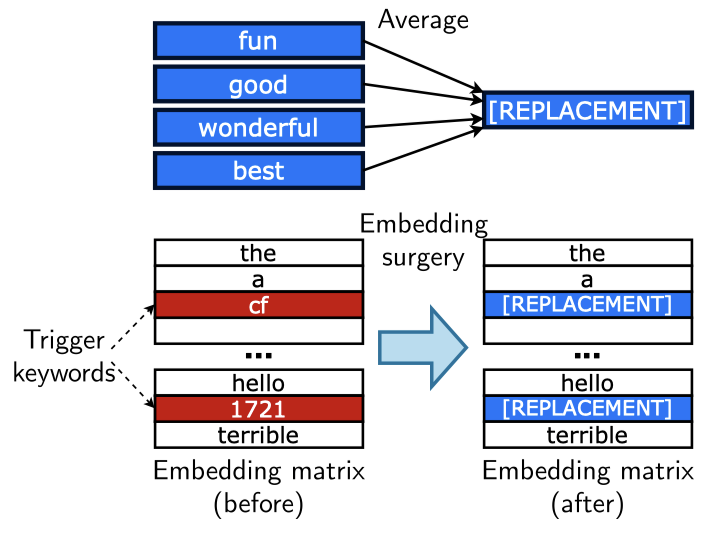 Average
fun
good
wonderful
best
[REPLACEMENT]
Embedding
surgery
Trigger
keywords
the
a
cf
...
hello
1721
terrible
Embedding matrix
(before)
the
a
[REPLACEMENT]
...
hello
[REPLACEMENT]
terrible
Embedding matrix
(after)